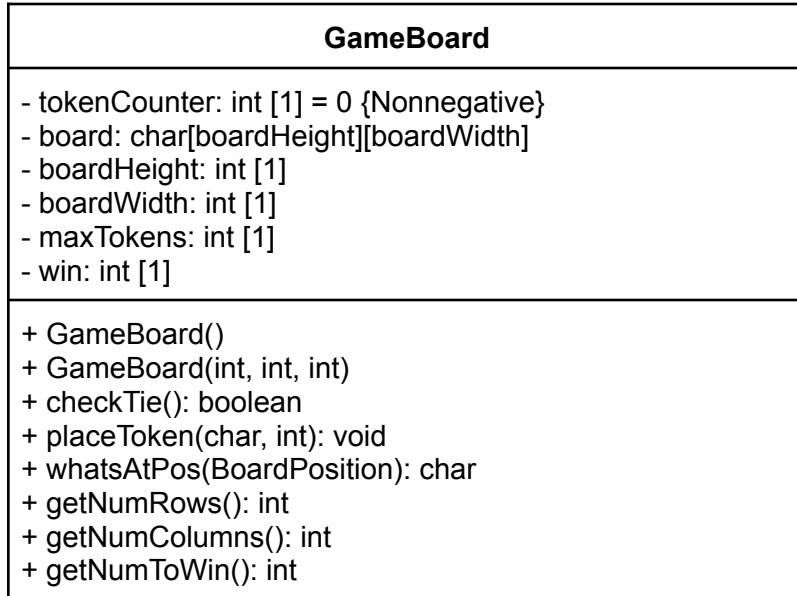 GameBoard
- tokenCounter: int [1] = 0 {Nonnegative}
- board: char[boardHeight][boardWidth]
- boardHeight: int [1]
- boardWidth: int [1]
- maxTokens: int [1]
- win: int [1]
+ GameBoard()
+ GameBoard(int, int, int)
+ checkTie(): boolean
+ placeToken(char, int): void
+ whatsAtPos(BoardPosition): char
+ getNumRows(): int
+ getNumColumns(): int
+ getNumToWin(): int